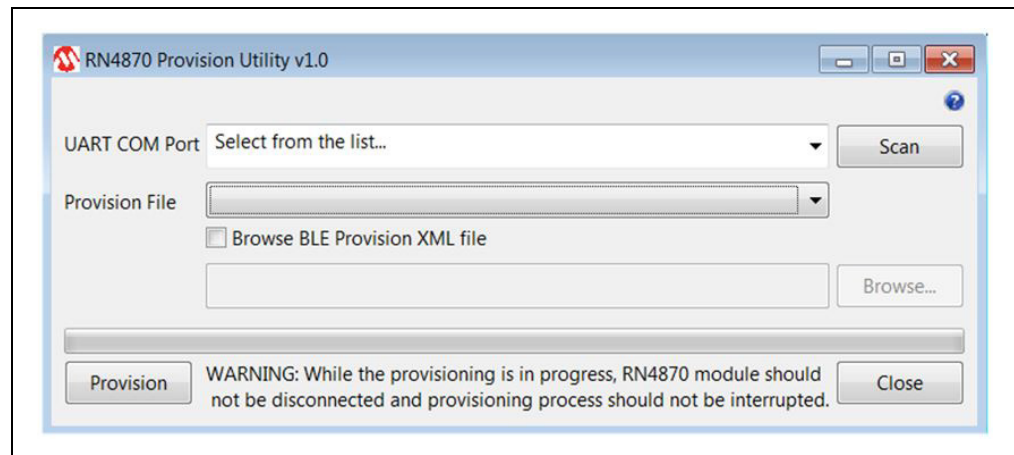 RN4870 Provision Utility v1.0
UART COM Port Select from the list... Scan
Provision File
Browse BLE Provision XML file
Browse...
Provision WARNING: While the provisioning is in progress, RN4870 module should Close
not be disconnected and provisioning process should not be interrupted.